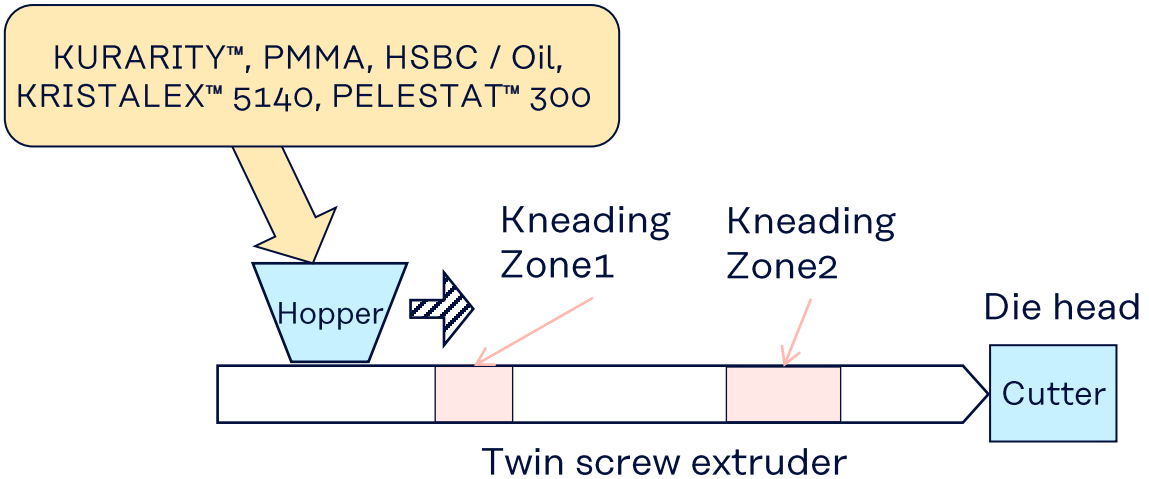 KURARITY™, PMMA, HSBC / Oil,
KRISTALEX™ 5140, PELESTAT™ 300
Kneading
Zone1
Kneading
Zone2
Hopper
Die head
Cutter
Twin screw extruder